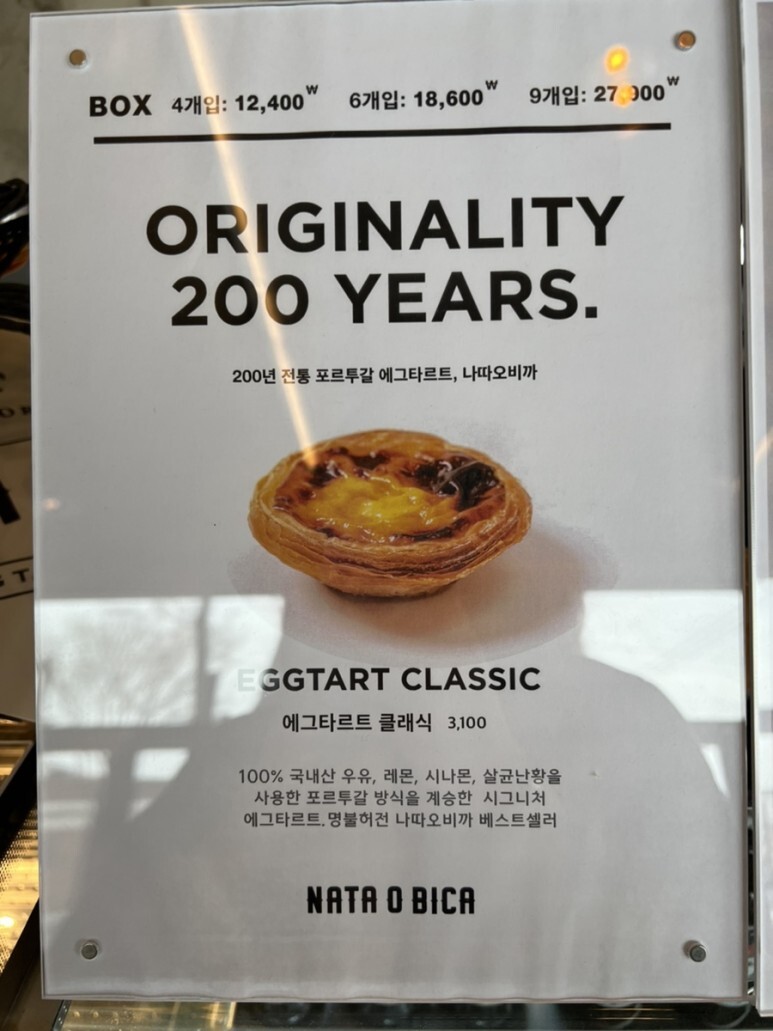 BOX 4개입: 12,400₩ 6개입: 18,600₩ 9개입: 27,900₩
ORIGINALITY
200 YEARS.
200년 전통 포르투갈 에그타르트, 나따오비까
EGGTART CLASSIC
에그타르트 클래식 3,100
100% 국내산 우유, 레몬, 시나몬, 살균난황을
사용한 포르투갈 방식을 계승한 시그니처
에그타르트.명불허전 나따오비까 베스트셀러
NATA O BICA